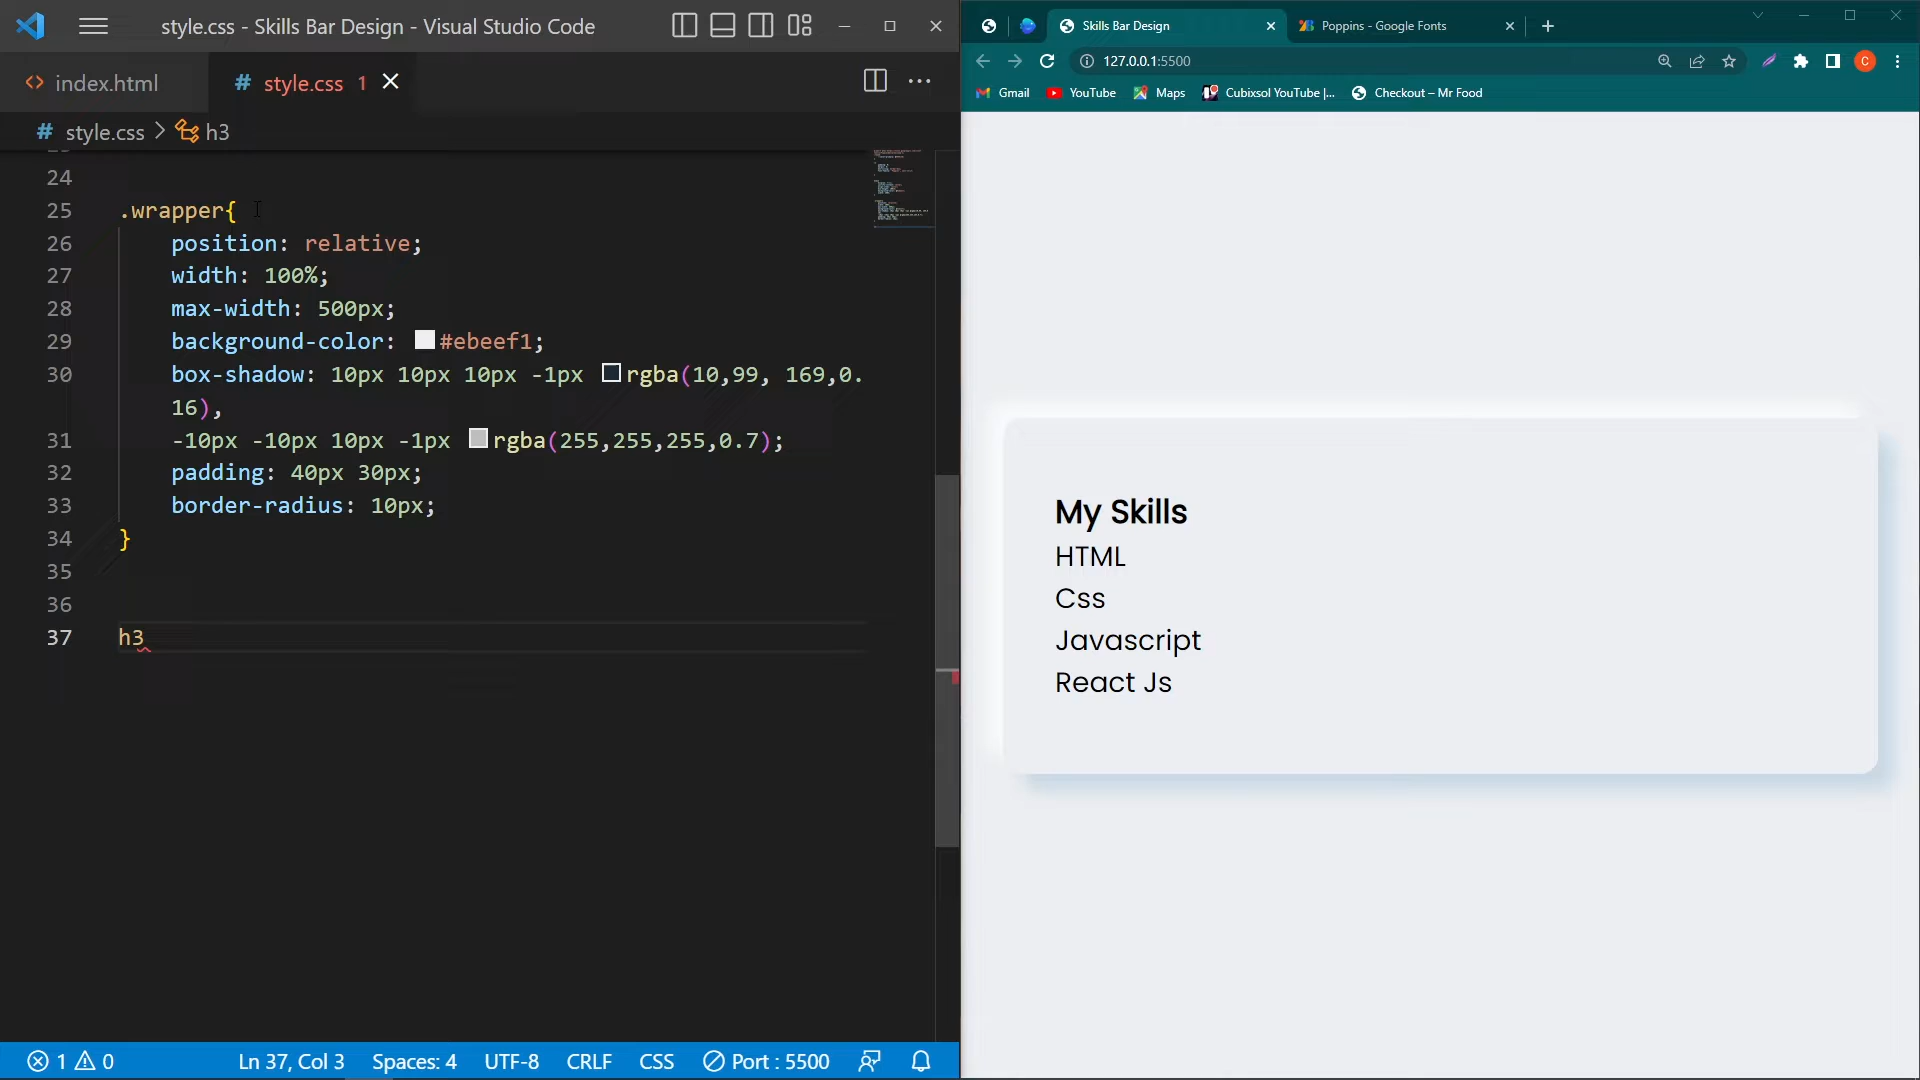 style.css - Skills Bar Design - Visual Studio Code
index.html
style.css 1
style.css > h3
24
25 .wrapper{
26 position: relative;
27 width: 100%;
28 max-width: 500px;
29 background-color: #ebeef1;
30 box-shadow: 10px 10px 10px -1px rgba(10,99, 169,0.
16),
31 -10px -10px 10px -1px rgba(255,255,255,0.7);
32 padding: 40px 30px;
33 border-radius: 10px;
34 }
35
36
37 h3
1 0 Ln 37, Col 3 Spaces: 4 UTF-8 CRLF CSS Port : 5500
Skills Bar Design
Poppins - Google Fonts
127.0.0.1:5500
C
Gmail YouTube Maps Cubixsol YouTube |... Checkout – Mr Food
My Skills
HTML
Css
Javascript
React Js